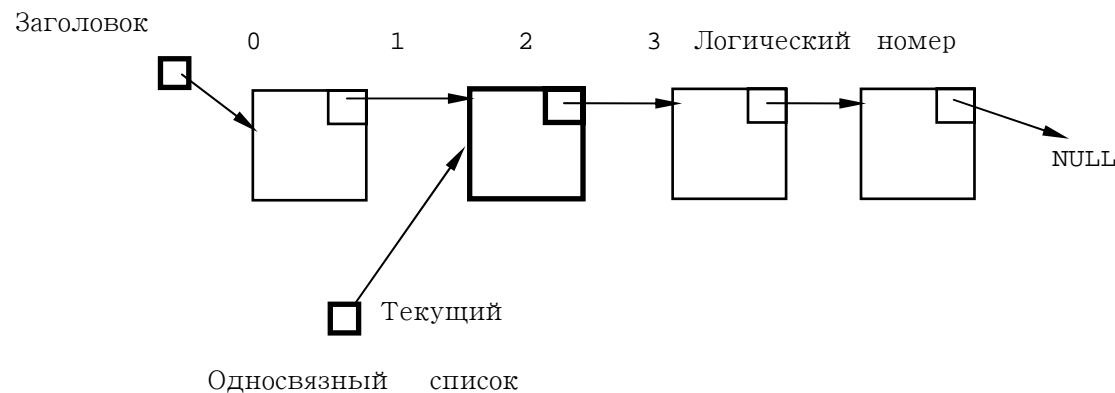 Заголовок
0 1 2 3 Логический номер
NULL
Текущий
Односвязный список